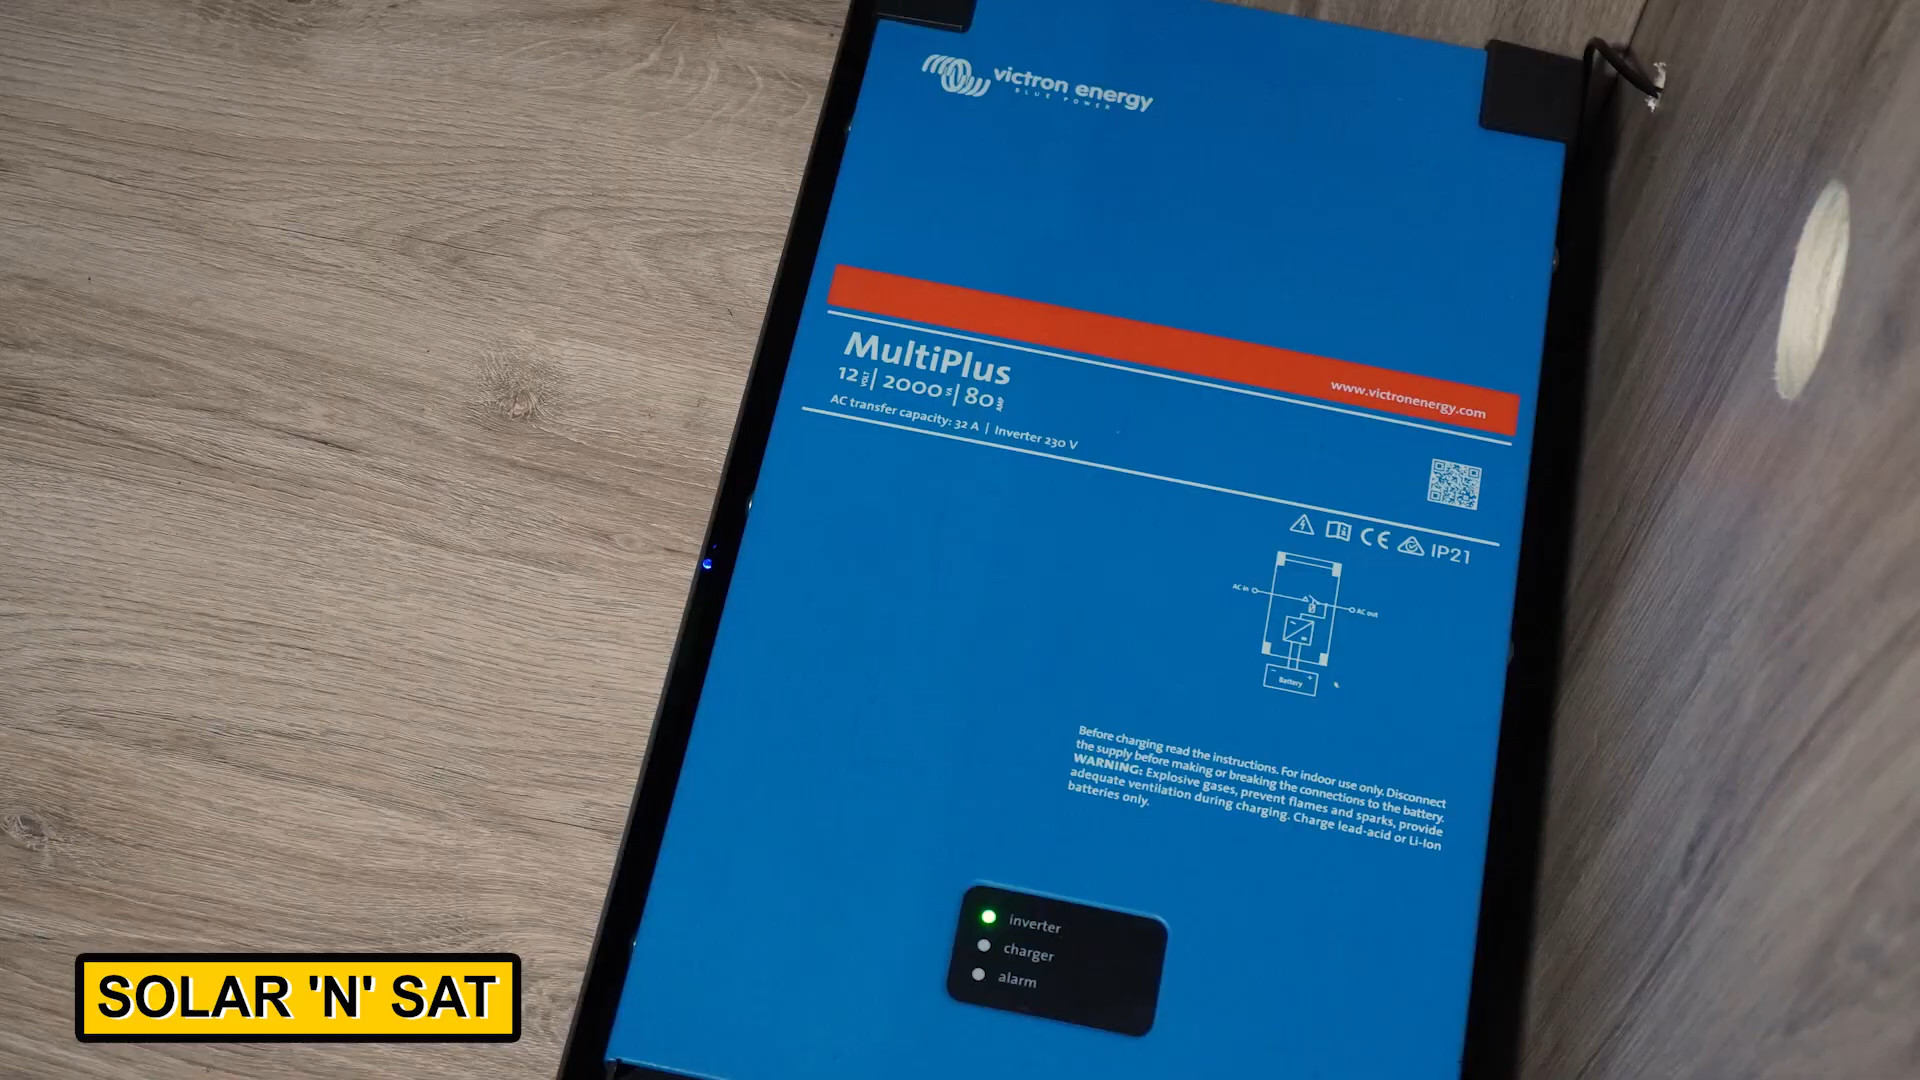 victron energy
BLUE POWER
www.victronenergy.com
MultiPlus
12 VOLT | 2000 VA | 80 AMP
AC transfer capacity: 32 A | Inverter 230 V
CE IP21
AC in
AC out
Battery
Before charging read the instructions. For indoor use only. Disconnect
the supply before making or breaking the connections to the battery.
WARNING: Explosive gases, prevent flames and sparks, provide
adequate ventilation during charging. Charge lead-acid or Li-Ion
batteries only.
inverter
charger
alarm
SOLAR 'N' SAT